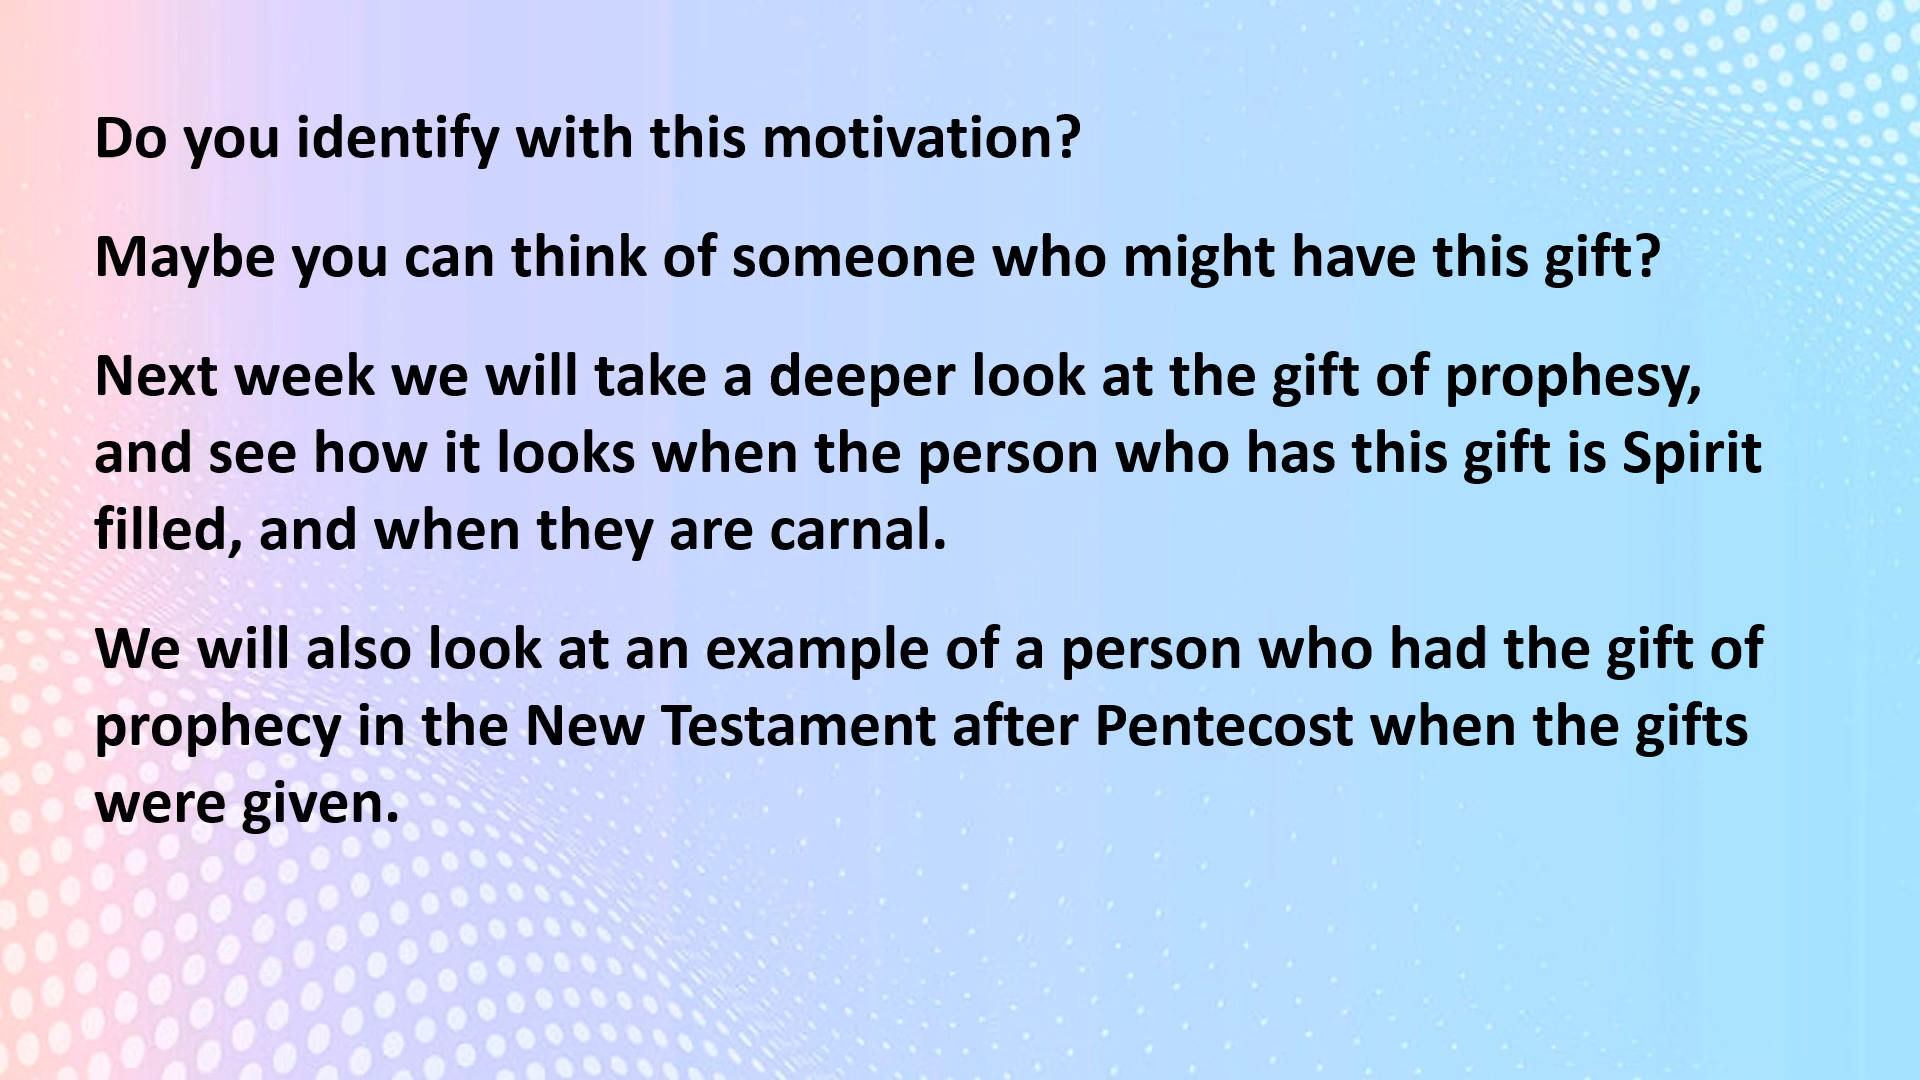 Do you identify with this motivation?
Maybe you can think of someone who might have this gift?
Next week we will take a deeper look at the gift of prophesy,
and see how it looks when the person who has this gift is Spirit
filled, and when they are carnal.
We will also look at an example of a person who had the gift of
prophecy in the New Testament after Pentecost when the gifts
were given.